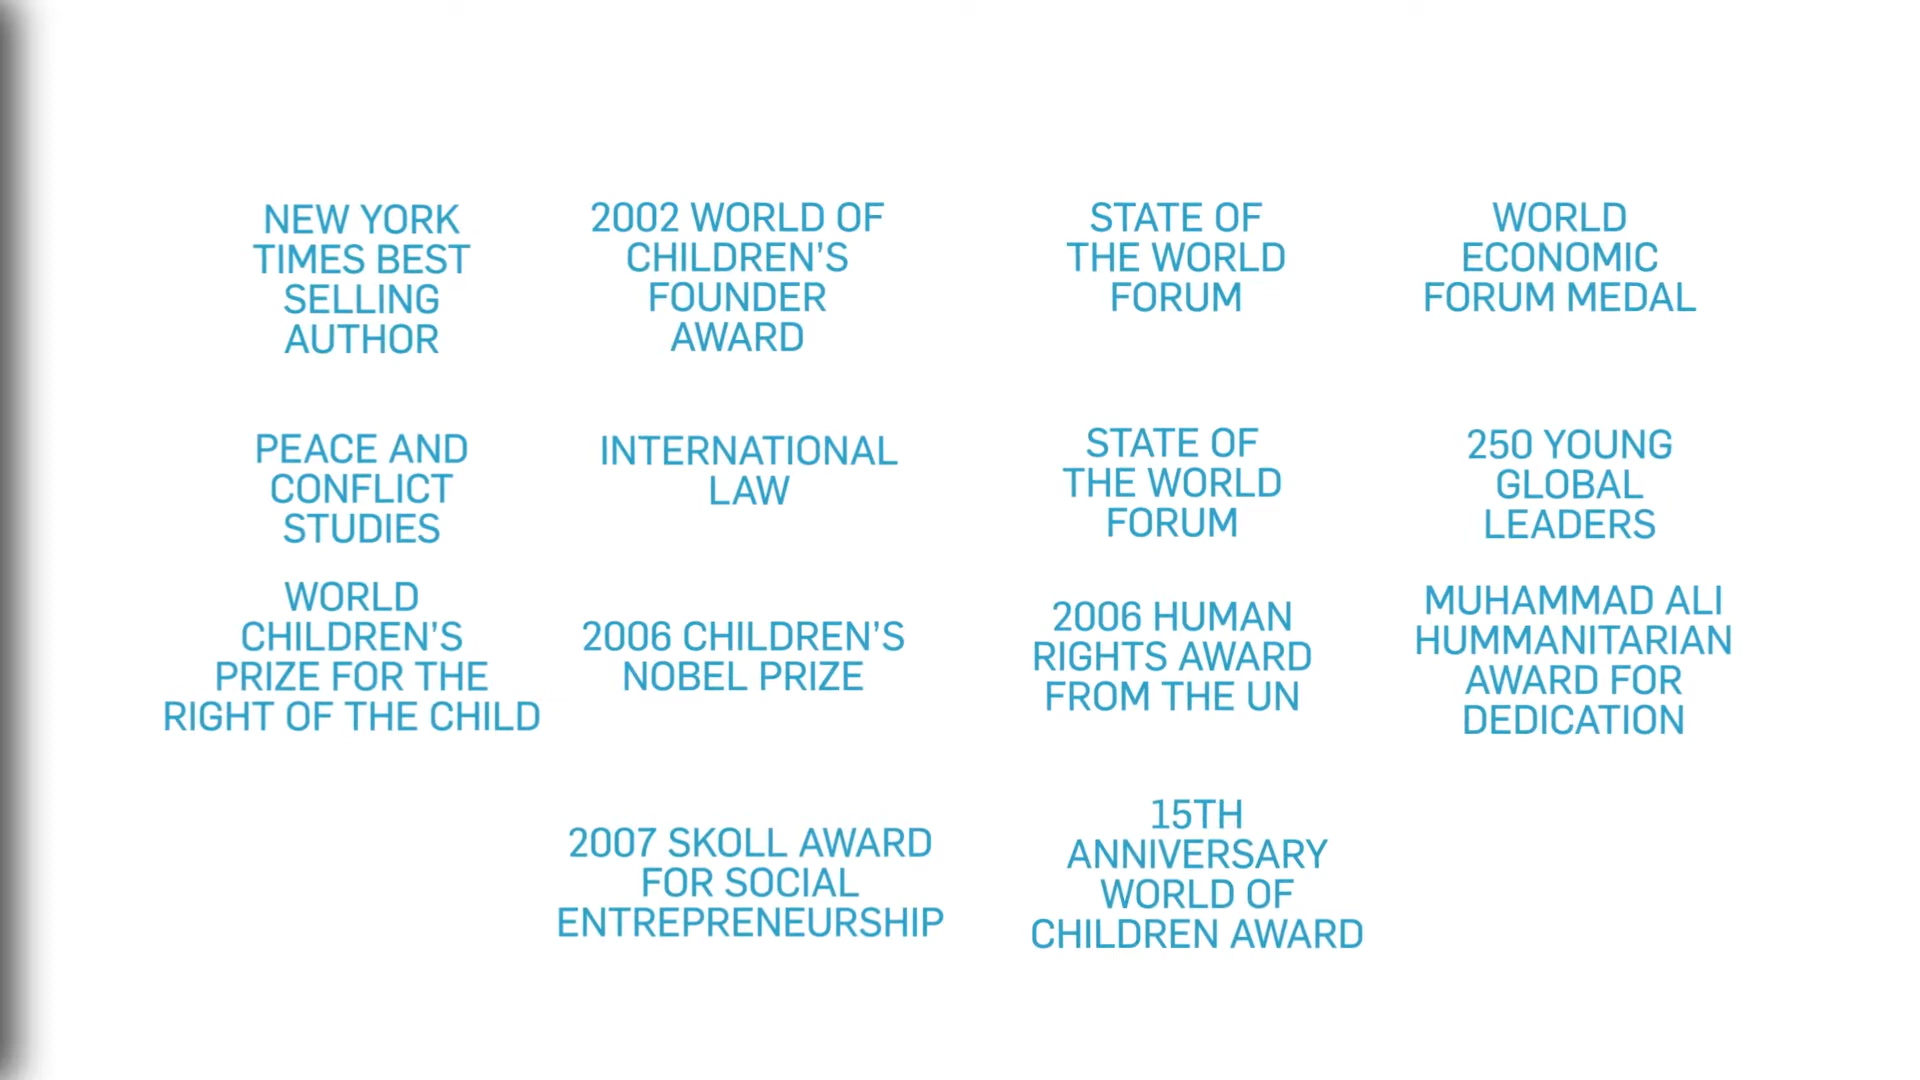 NEW YORK
TIMES BEST
SELLING
AUTHOR
2002 WORLD OF
CHILDREN'S
FOUNDER
AWARD
STATE OF
THE WORLD
FORUM
WORLD
ECONOMIC
FORUM MEDAL
PEACE AND
CONFLICT
STUDIES
INTERNATIONAL
LAW
STATE OF
THE WORLD
FORUM
250 YOUNG
GLOBAL
LEADERS
WORLD
CHILDREN'S
PRIZE FOR THE
RIGHT OF THE CHILD
2006 CHILDREN'S
NOBEL PRIZE
2006 HUMAN
RIGHTS AWARD
FROM THE UN
MUHAMMAD ALI
HUMMANITARIAN
AWARD FOR
DEDICATION
2007 SKOLL AWARD
FOR SOCIAL
ENTREPRENEURSHIP
15TH
ANNIVERSARY
WORLD OF
CHILDREN AWARD